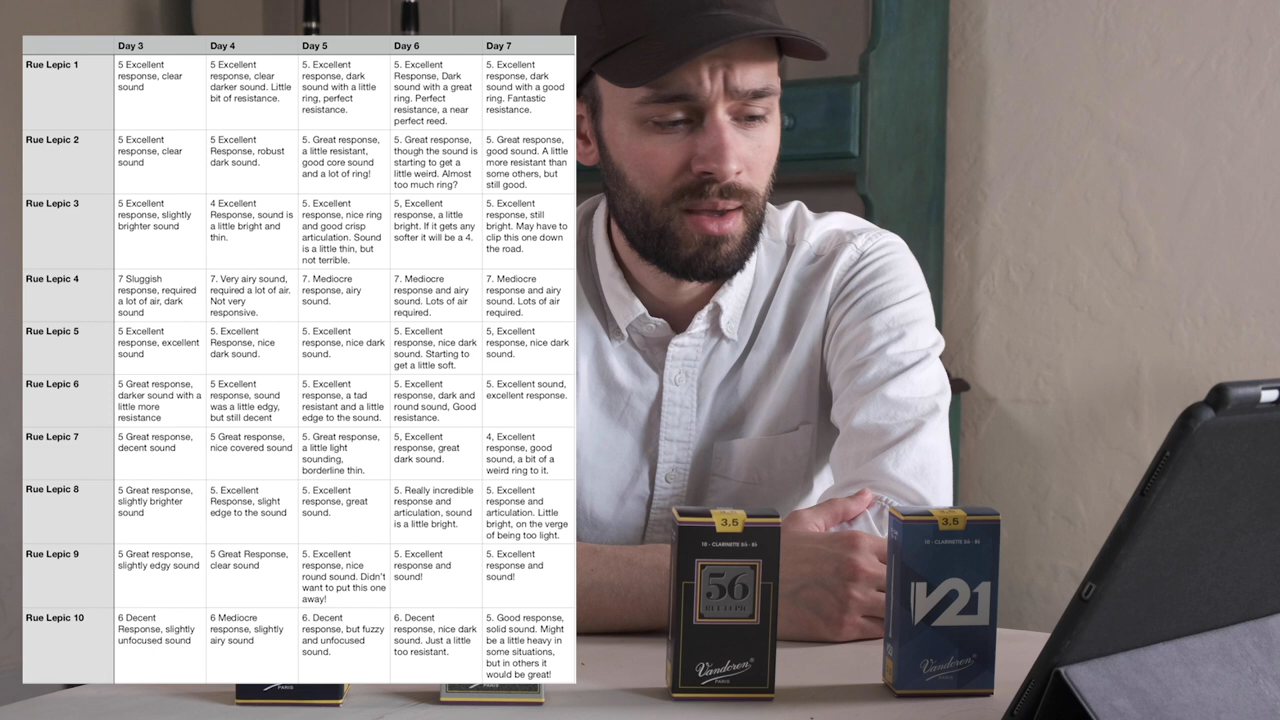 Day 3
Day 4
Day 5
Day 6
Day 7
Rue Lepic 1
5 Excellent
response, clear
sound
5 Excellent
response, clear
darker sound. Little
bit of resistance.
5. Excellent
response, dark
sound with a little
ring, perfect
resistance.
5. Excellent
Response, Dark
sound with a great
ring. Perfect
resistance, a near
perfect reed.
5. Excellent
response, dark
sound with a good
ring. Fantastic
resistance.
Rue Lepic 2
5 Excellent
response, clear
sound
5 Excellent
Response, robust
dark sound.
5. Great response,
a little resistant,
good core sound
and a lot of ring!
5. Great response,
though the sound is
starting to get a
little weird. Almost
too much ring?
5. Great response,
good sound. A little
more resistant than
some others, but
still good.
Rue Lepic 3
5 Excellent
response, slightly
brighter sound
4 Excellent
Response, sound is
a little bright and
thin.
5. Excellent
response, nice ring
and good crisp
articulation. Sound
is a little thin, but
not terrible.
5, Excellent
response, a little
bright. If it gets any
softer it will be a 4.
5. Excellent
response, still
bright. May have to
clip this one down
the road.
Rue Lepic 4
7 Sluggish
response, required
a lot of air, dark
sound
7. Very airy sound,
required a lot of air.
Not very
responsive.
7. Mediocre
response, airy
sound.
7. Mediocre
response and airy
sound. Lots of air
required.
7. Mediocre
response and airy
sound. Lots of air
required.
Rue Lepic 5
5 Excellent
response, excellent
sound
5. Excellent
Response, nice
dark sound.
5. Excellent
response, nice dark
sound.
5. Excellent
response, nice dark
sound. Starting to
get a little soft.
5, Excellent
response, nice dark
sound.
Rue Lepic 6
5 Great response,
darker sound with a
little more
resistance
5 Excellent
response, sound
was a little edgy,
but still decent
5. Excellent
response, a tad
resistant and a little
edge to the sound.
5. Excellent
response, dark and
round sound, Good
resistance.
5. Excellent sound,
excellent response.
Rue Lepic 7
5 Great response,
decent sound
5 Great response,
nice covered sound
5. Great response,
a little light
sounding,
borderline thin.
5, Excellent
response, great
dark sound.
4, Excellent
response, good
sound, a bit of a
weird ring to it.
Rue Lepic 8
5 Great response,
slightly brighter
sound
5. Excellent
Response, slight
edge to the sound
5. Excellent
response, great
sound.
5. Really incredible
response and
articulation, sound
is a little bright.
5. Excellent
response and
articulation. Little
bright, on the verge
of being too light.
Rue Lepic 9
5 Great response,
slightly edgy sound
5 Great Response,
clear sound
5. Excellent
response, nice
round sound. Didn't
want to put this one
away!
5. Excellent
response and
sound!
5. Excellent
response and
sound!
Rue Lepic 10
6 Decent
Response, slightly
unfocused sound
6 Mediocre
response, slightly
airy sound
6. Decent
response, but fuzzy
and unfocused
sound.
6. Decent
response, nice dark
sound. Just a little
too resistant.
5. Good response,
solid sound. Might
be a little heavy in
some situations,
but in others it
would be great!
PARIS
PARIS
3,5
10 - CLARINETTE Sib - Bb
56
RUE LEPIC
Vandoren
PARIS
3,5
10 - CLARINETTE Sib - Bb
V21
Vandoren
PARIS